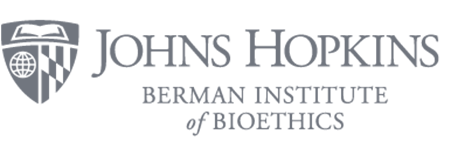 JOHNS HOPKINS
BERMAN INSTITUTE
of BIOETHICS